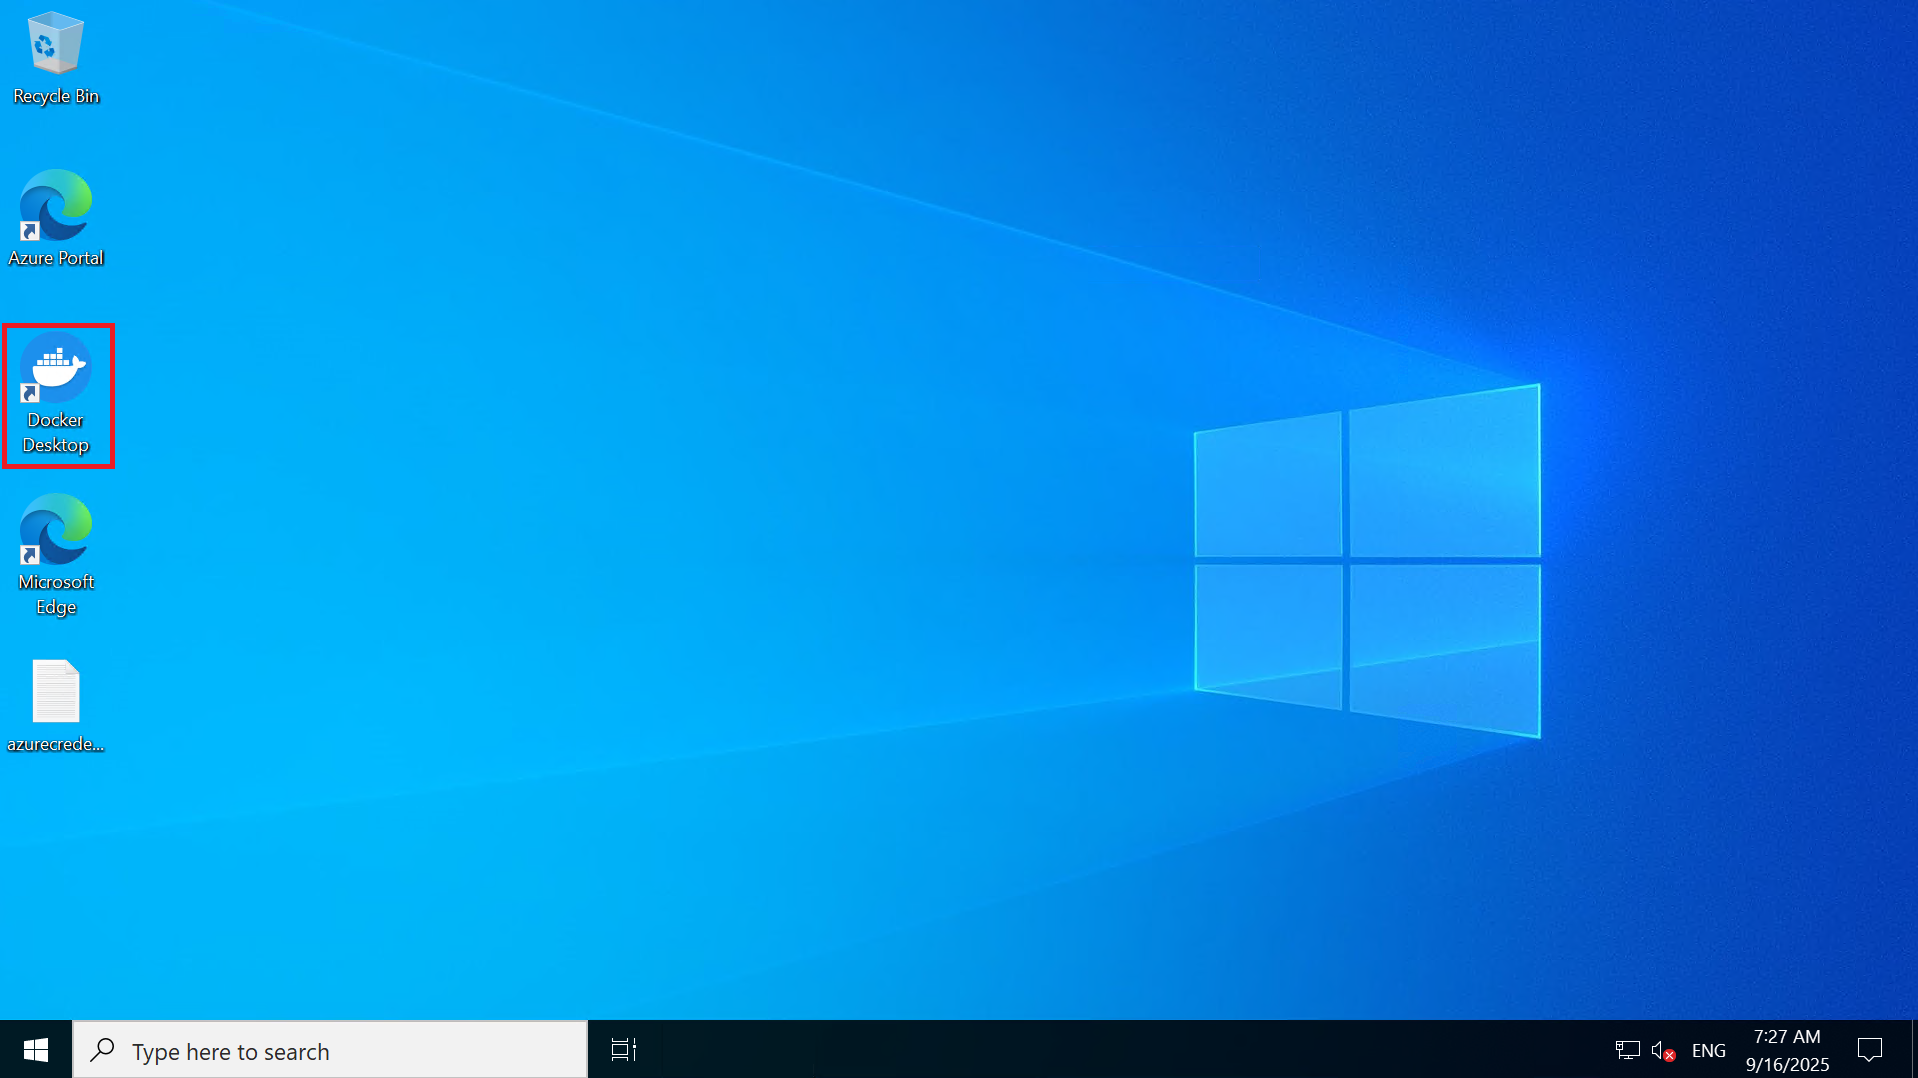 Recycle Bin
Azure Portal
Docker
Desktop
Microsoft
Edge
azurecrede...
Type here to search
ENG
7:27 AM
9/16/2025